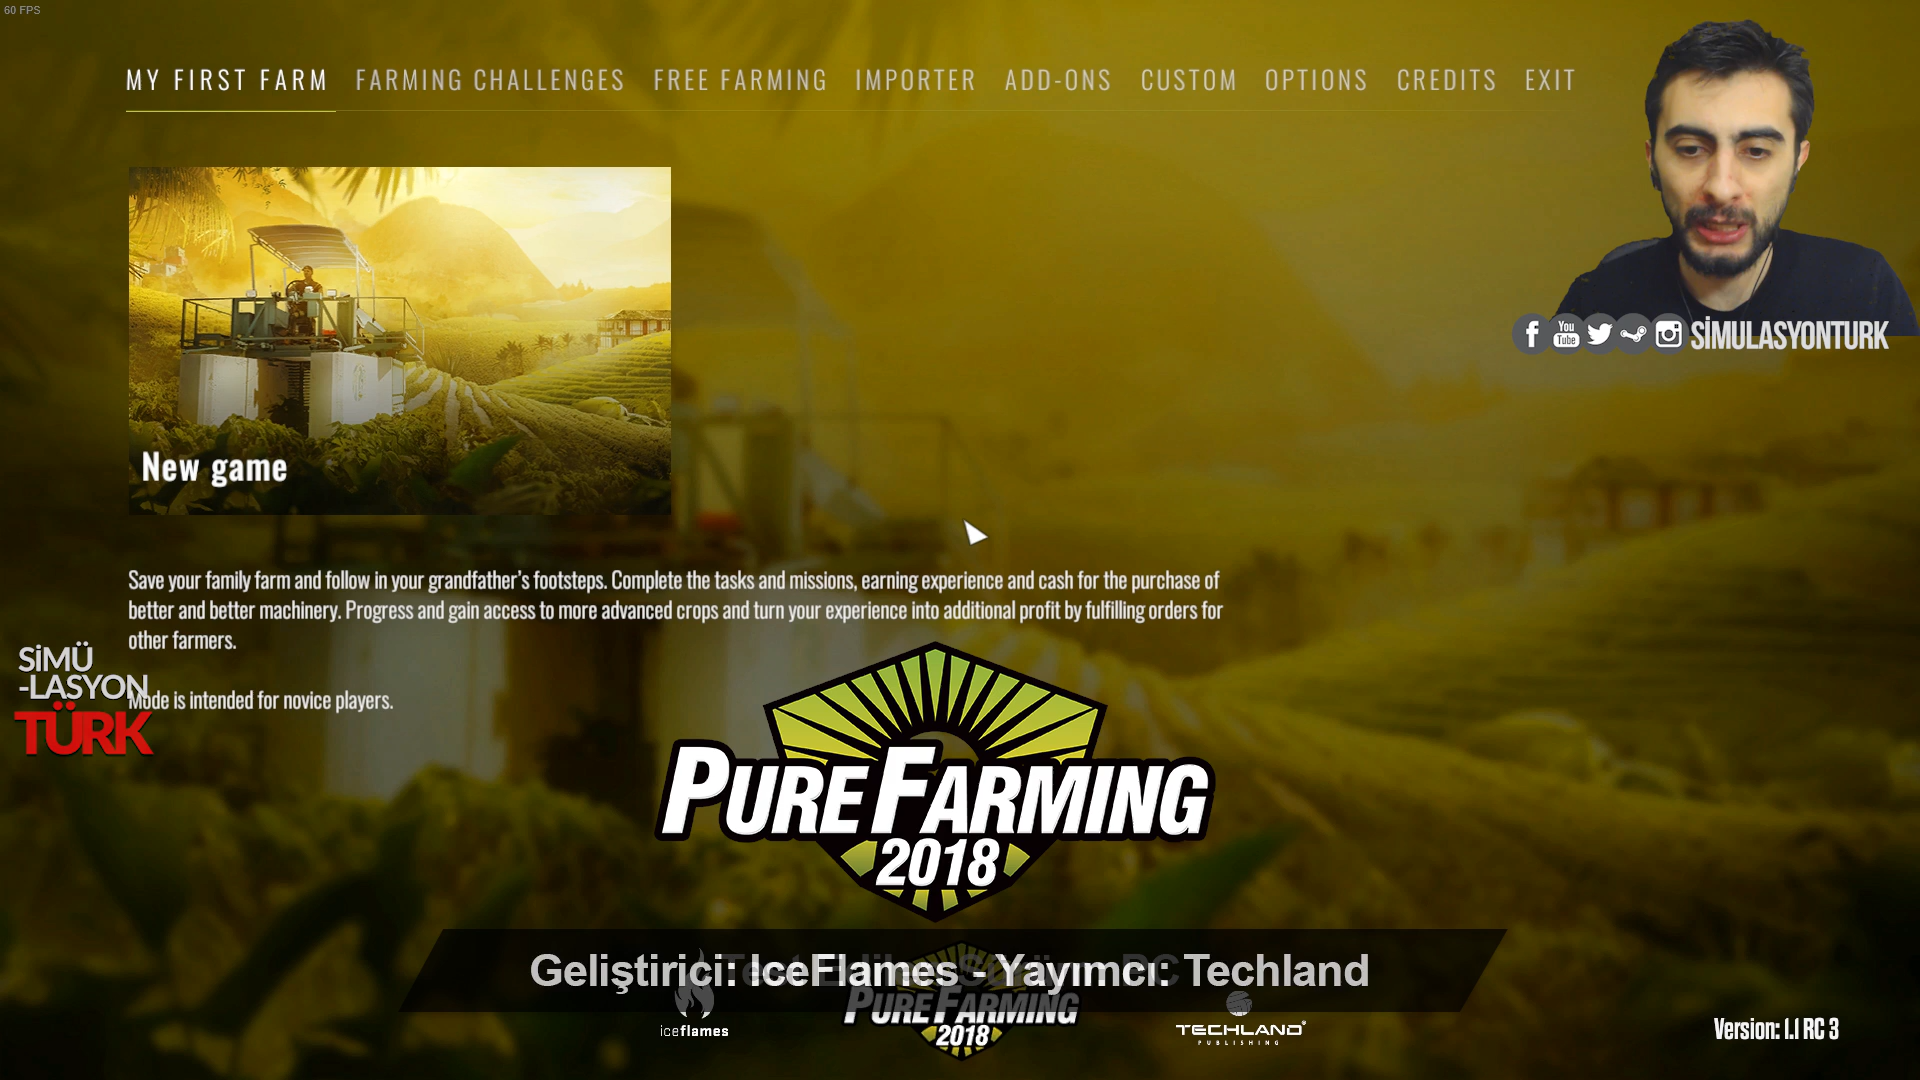 60 FPS
MY FIRST FARM FARMING CHALLENGES FREE FARMING IMPORTER ADD-ONS CUSTOM OPTIONS CREDITS EXIT
New game
f You Tube SİMULASYONTURK
Save your family farm and follow in your grandfather's footsteps. Complete the tasks and missions, earning experience and cash for the purchase of
better and better machinery. Progress and gain access to more advanced crops and turn your experience into additional profit by fulfilling orders for
other farmers.
Mode is intended for novice players.
SiMÜ
-LASYON
TÜRK
PURE FARMING
2018
Geliştirici: IceFlames - Yayımcı: Techland
iceflames
PURE FARMING
2018
TECHLAND®
PUBLISHING
Version: 1.1 RC 3